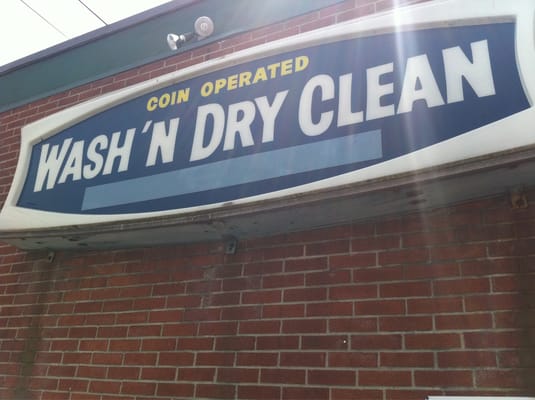 COIN OPERATED
WASH 'N DRY CLEAN